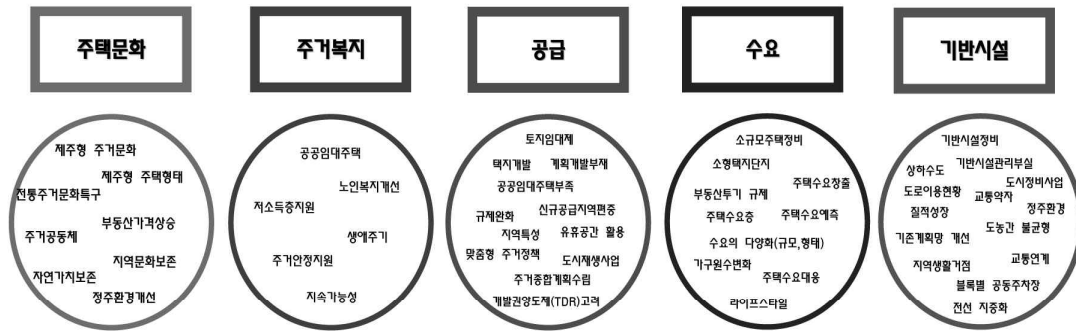 주택문화
제주형 주거문화
제주형 주택형태
전통주거문화특구
부동산가격상승
주거공동체
지역문화보존
자연가치보존
정주환경개선
주거복지
공공임대주택
노인복지개선
저소득층지원
생애주기
주거안정지원
지속가능성
공급
토지임대제
택지개발 계획개발부재
공공임대주택부족
규제완화 신규공급지역편중
지역특성 유휴공간 활용
맞춤형 주거정책 도시재생사업
주거종합계획수립
개발권양도제(TDR)고려
수요
소규모주택정비
소형택지단지
부동산투기 규제 주택수요창출
주택수요층 주택수요예측
수요의 다양화(규모,형태)
가구원수변화
주택수요대응
라이프스타일
기반시설
기반시설정비
상하수도 기반시설관리부실
도시정비사업
도로이용현황 교통약자
질적성장 정주환경
도농간 불균형
기존계획망 개선
지역생활거점 교통연계
블록별 공동주차장
전선 지중화